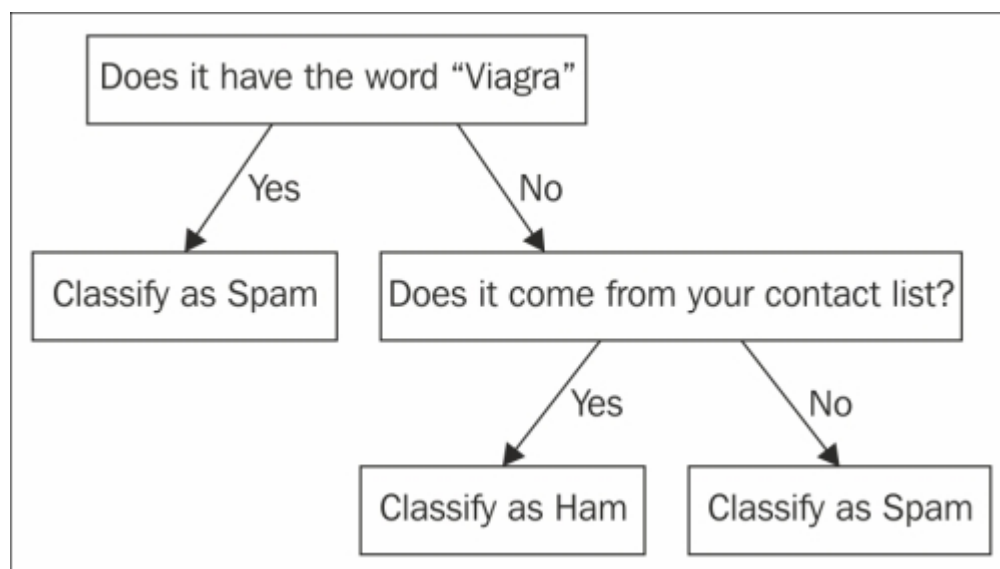 Does it have the word “Viagra”
Yes
No
Classify as Spam
Does it come from your contact list?
Yes
No
Classify as Ham
Classify as Spam